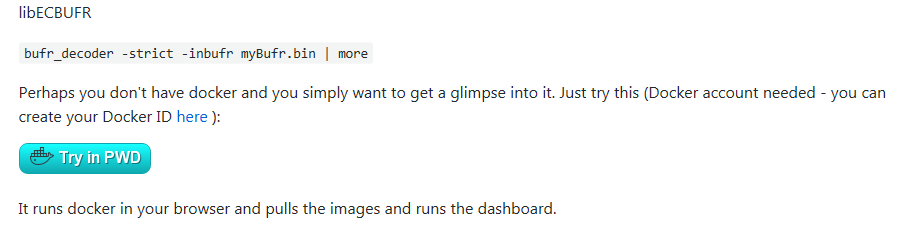 libECBUFR
bufr_decoder -strict -inbufr myBufr.bin | more
Perhaps you don't have docker and you simply want to get a glimpse into it. Just try this (Docker account needed - you can
create your Docker ID here ):
Try in PWD
It runs docker in your browser and pulls the images and runs the dashboard.